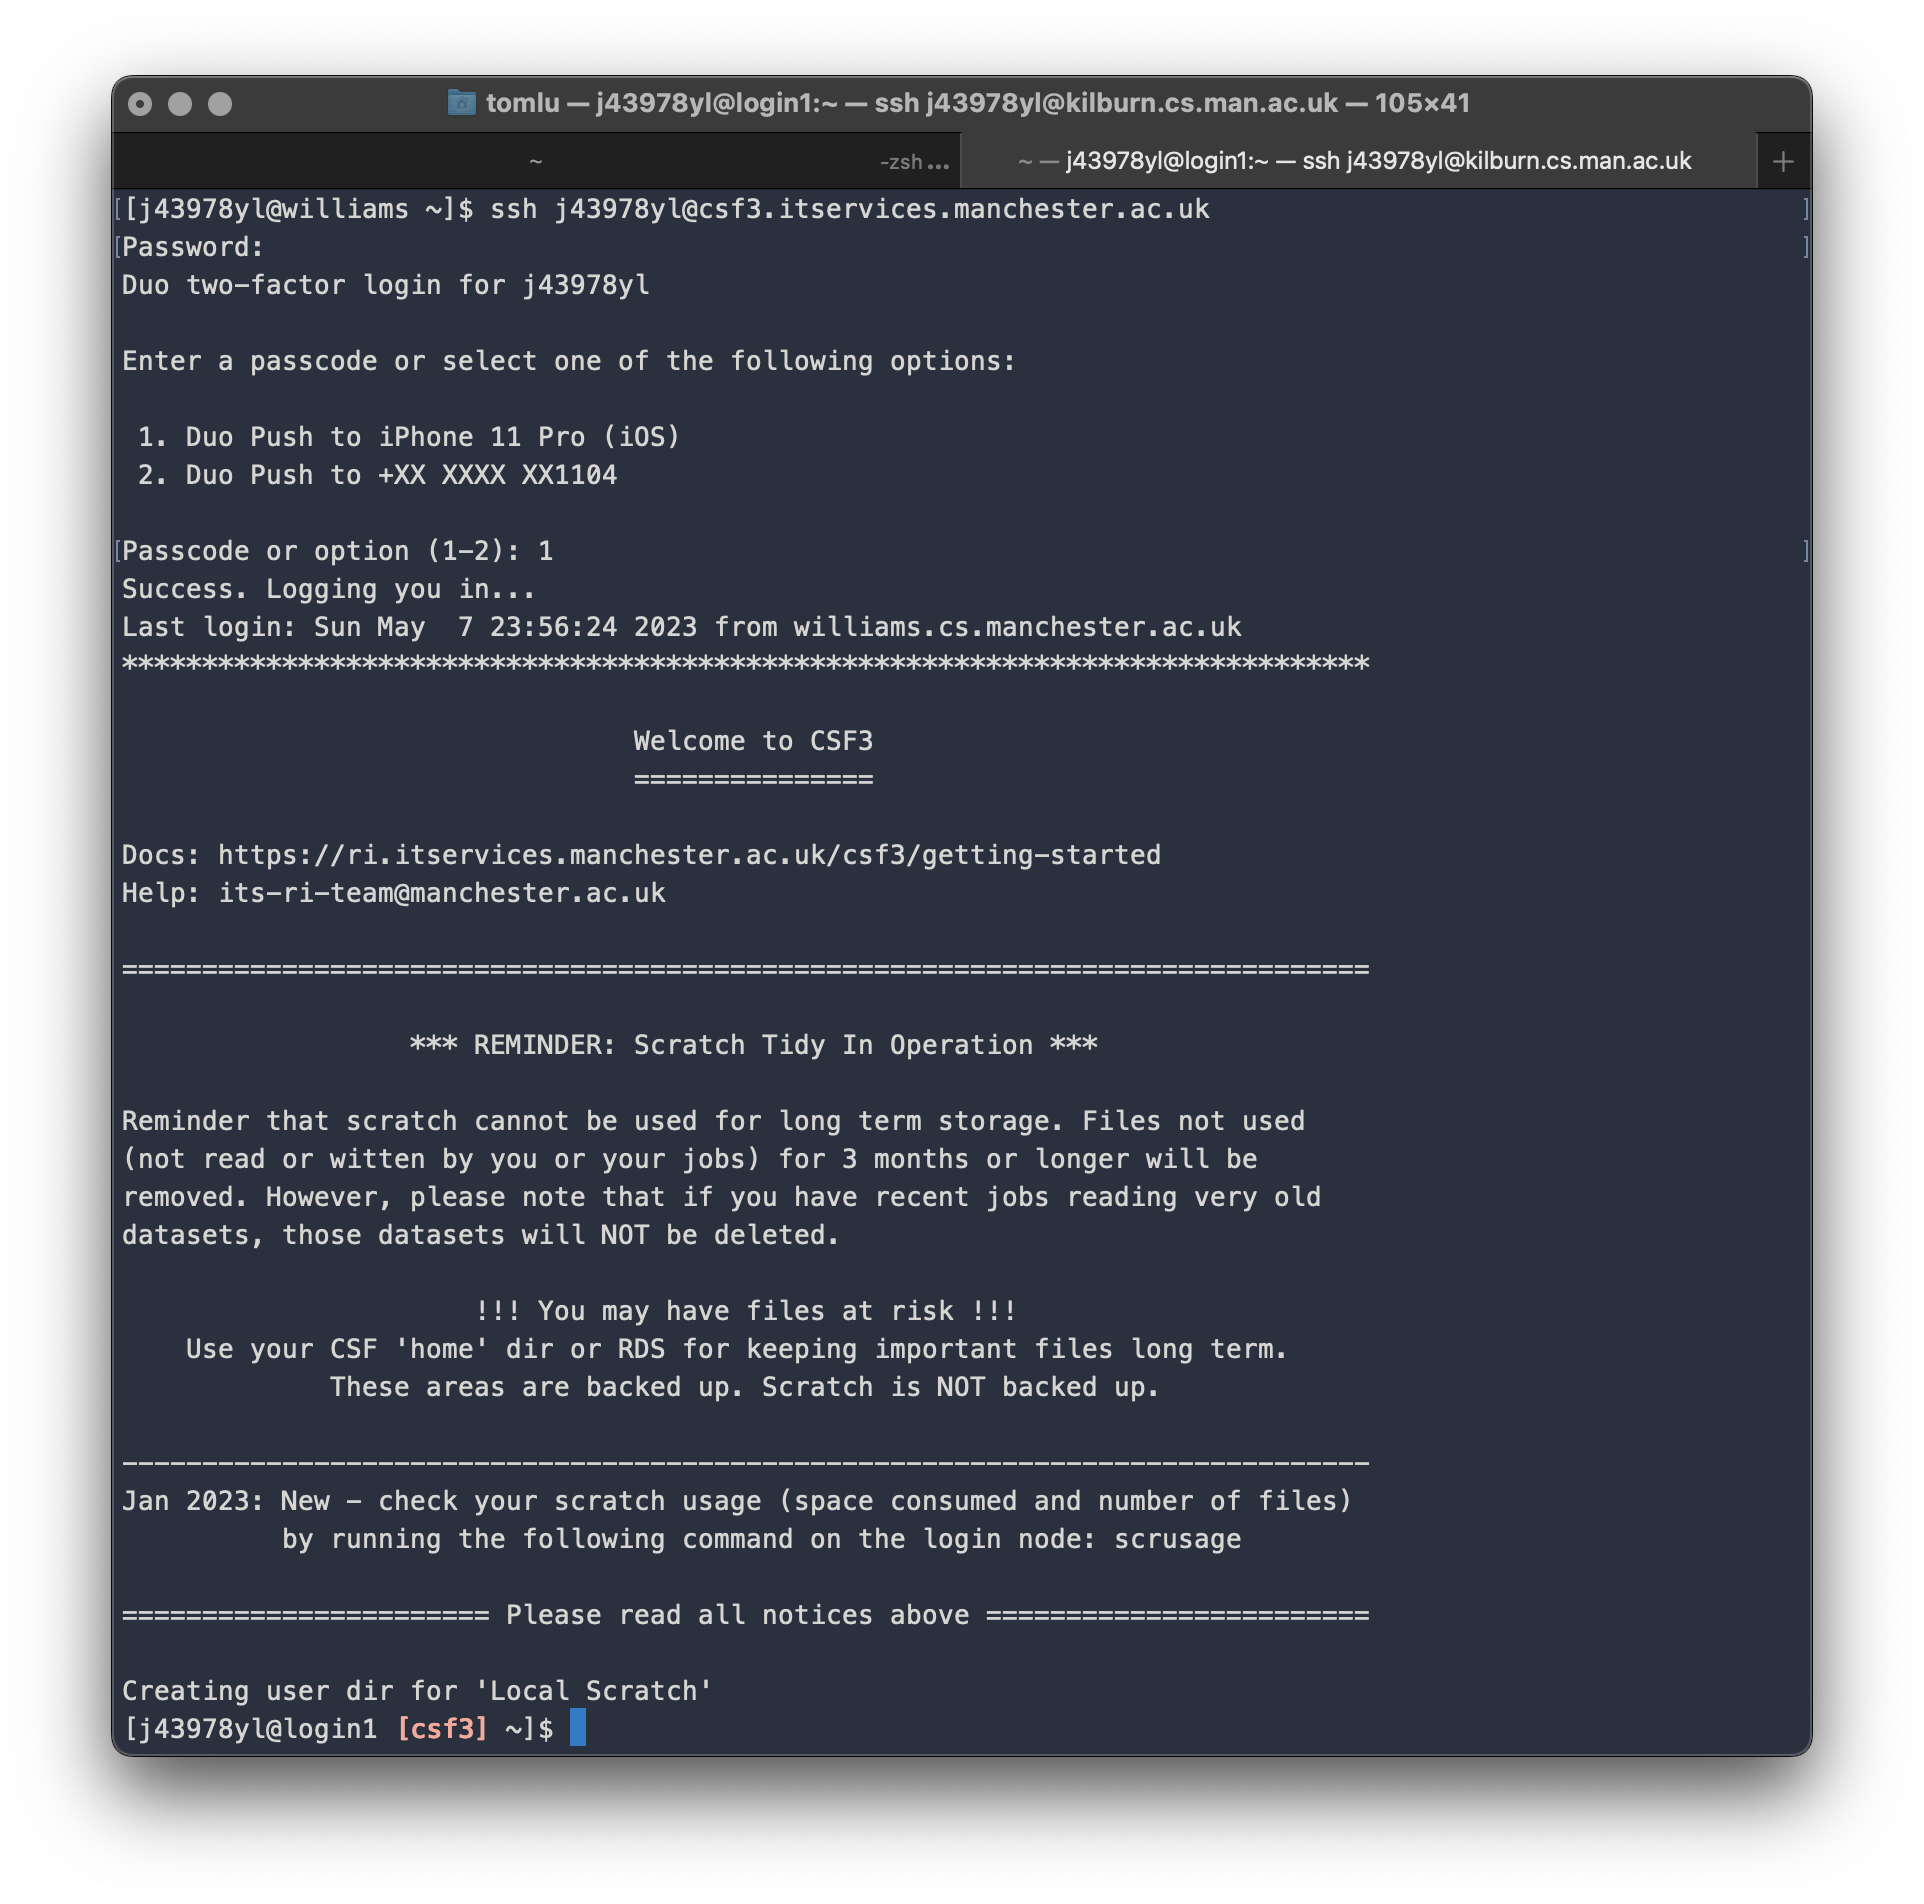 tomlu — j43978yl@login1:~ — ssh j43978yl@kilburn.cs.man.ac.uk — 105×41
~ -zsh ... ~ — j43978yl@login1:~ — ssh j43978yl@kilburn.cs.man.ac.uk +
[[j43978yl@williams ~]$ ssh j43978yl@csf3.itservices.manchester.ac.uk ]
[Password: ]
Duo two-factor login for j43978yl
Enter a passcode or select one of the following options:
1. Duo Push to iPhone 11 Pro (iOS)
2. Duo Push to +XX XXXX XX1104
[Passcode or option (1-2): 1 ]
Success. Logging you in...
Last login: Sun May  7 23:56:24 2023 from williams.cs.manchester.ac.uk
******************************************************************************
Welcome to CSF3
===============
Docs: https://ri.itservices.manchester.ac.uk/csf3/getting-started
Help: its-ri-team@manchester.ac.uk
==============================================================================
*** REMINDER: Scratch Tidy In Operation ***
Reminder that scratch cannot be used for long term storage. Files not used
(not read or witten by you or your jobs) for 3 months or longer will be
removed. However, please note that if you have recent jobs reading very old
datasets, those datasets will NOT be deleted.
!!! You may have files at risk !!!
Use your CSF 'home' dir or RDS for keeping important files long term.
These areas are backed up. Scratch is NOT backed up.
------------------------------------------------------------------------------
Jan 2023: New - check your scratch usage (space consumed and number of files)
by running the following command on the login node: scrusage
======================= Please read all notices above ========================
Creating user dir for 'Local Scratch'
[j43978yl@login1 [csf3] ~]$